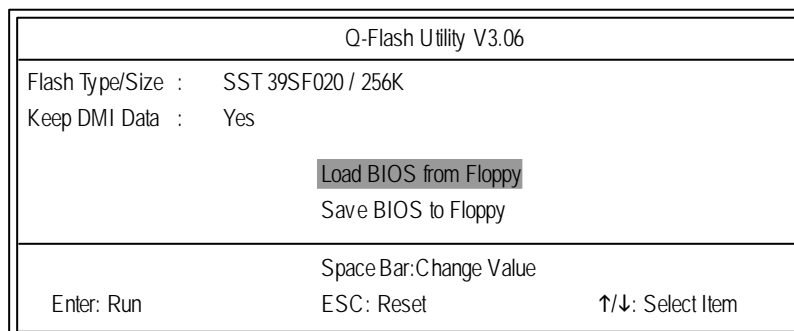 Q-Flash Utility V3.06
Flash Type/Size : SST 39SF020 / 256K
Keep DMI Data : Yes
Load BIOS from Floppy
Save BIOS to Floppy
Space Bar:Change Value
Enter: Run ESC: Reset ↑/↓: Select Item